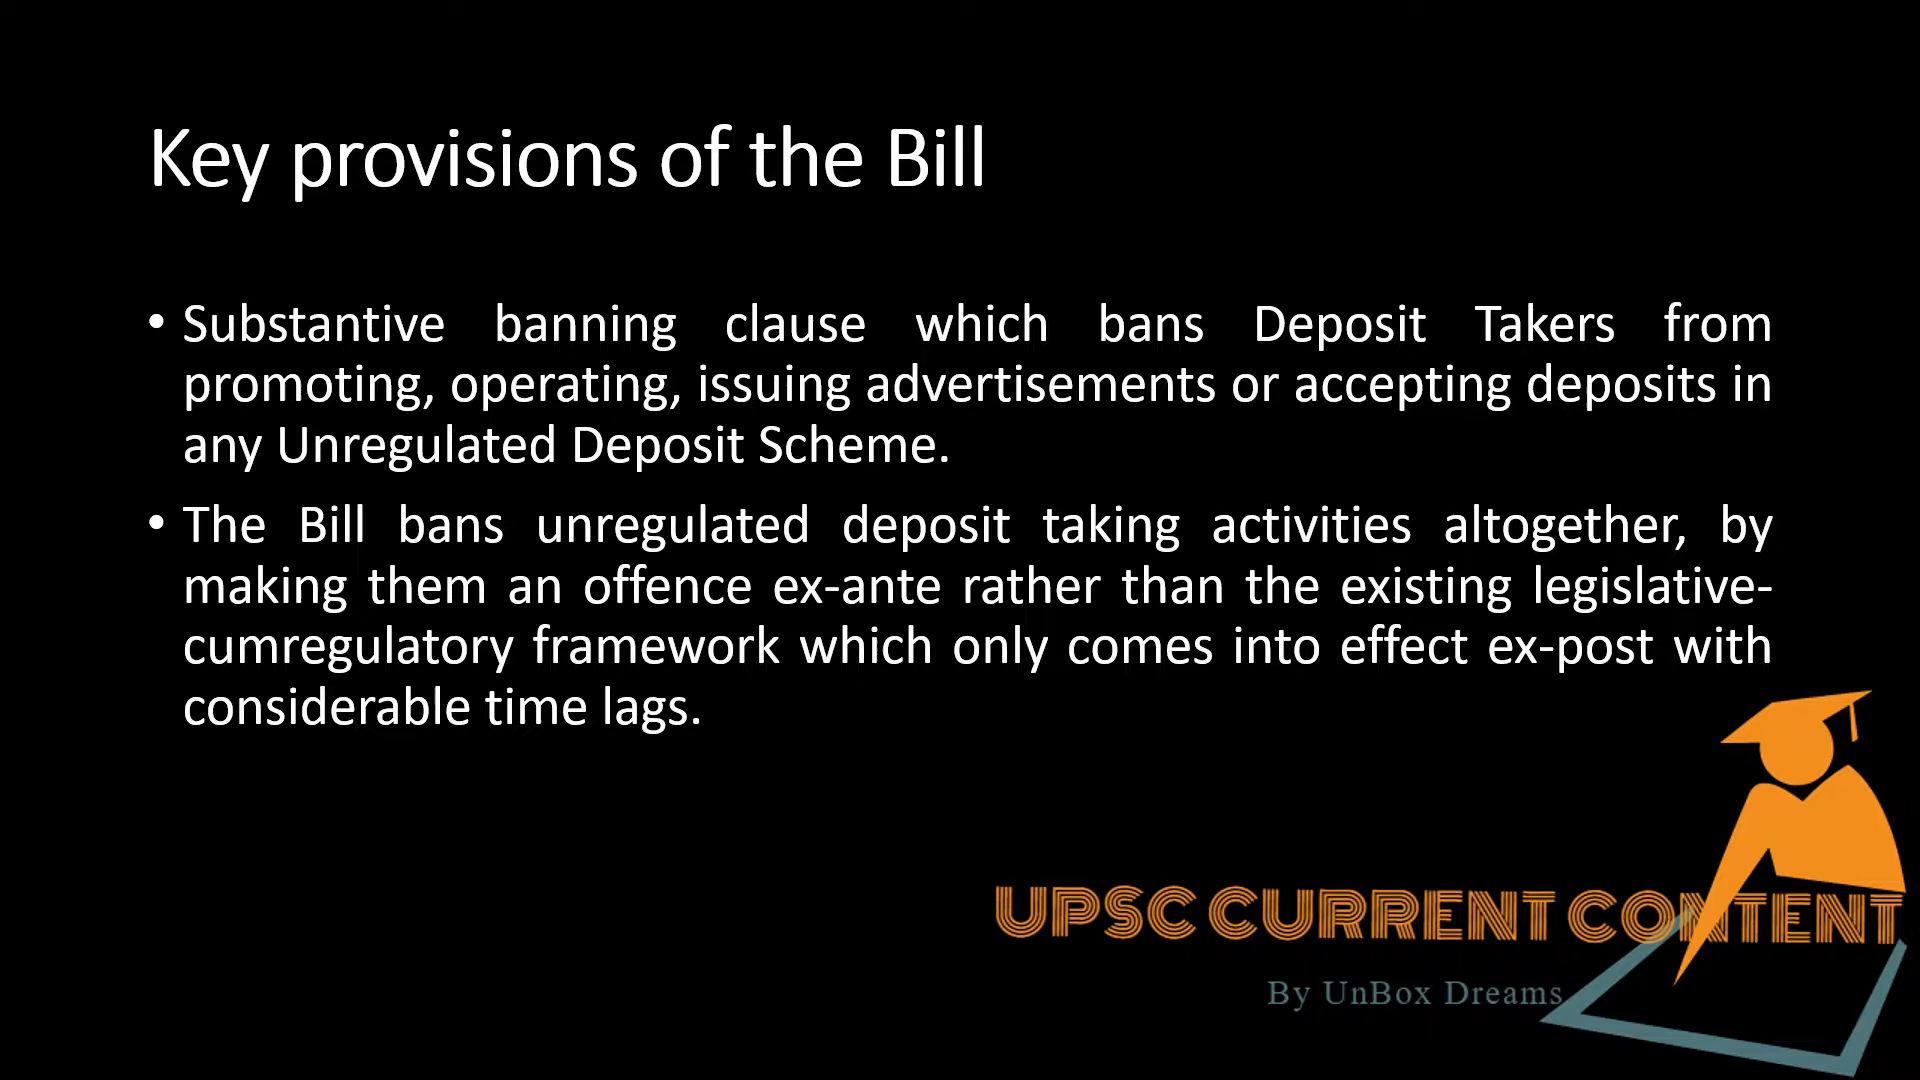 Key provisions of the Bill
• Substantive banning clause which bans Deposit Takers from
promoting, operating, issuing advertisements or accepting deposits in
any Unregulated Deposit Scheme.
• The Bill bans unregulated deposit taking activities altogether, by
making them an offence ex-ante rather than the existing legislative-
cumregulatory framework which only comes into effect ex-post with
considerable time lags.
UPSC CURRENT CONTENT
By UnBox Dreams